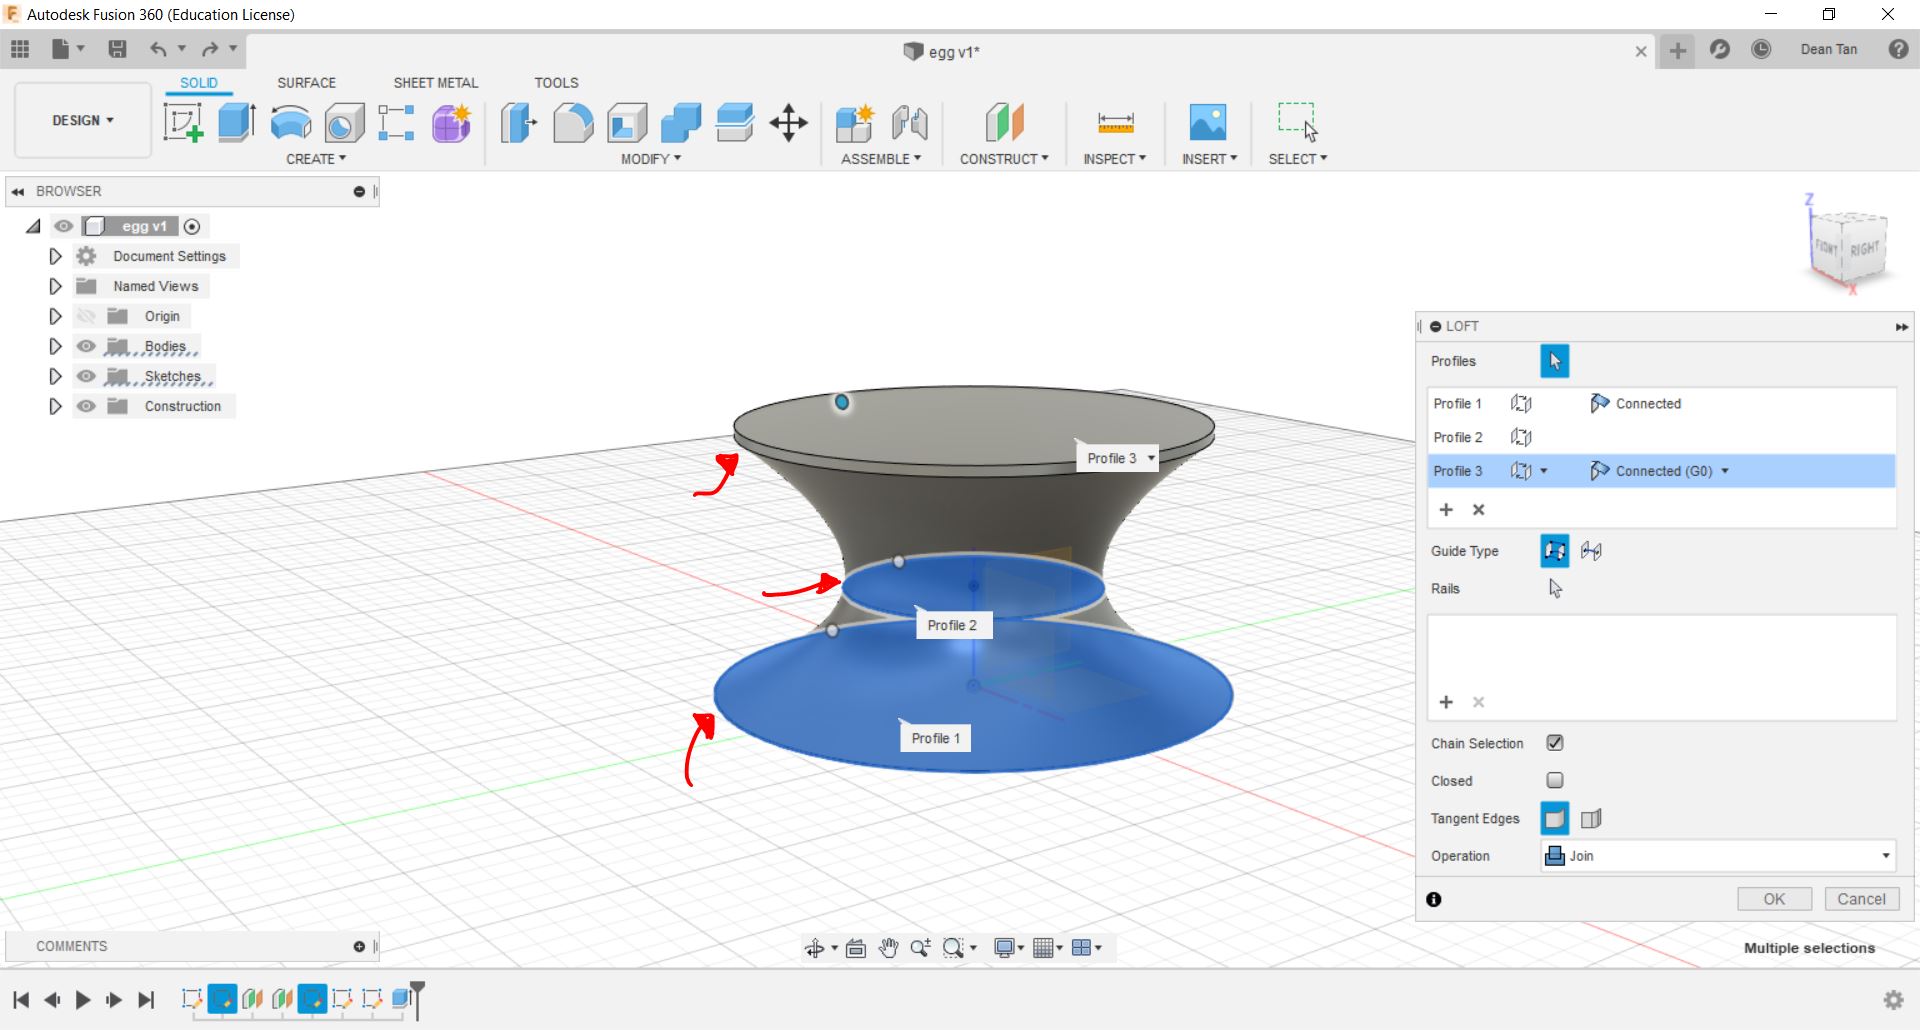 Autodesk Fusion 360 (Education License)
egg v1*
Dean Tan
SOLID SURFACE SHEET METAL TOOLS
DESIGN
CREATE MODIFY ASSEMBLE CONSTRUCT INSPECT INSERT SELECT
BROWSER
egg v1
Document Settings
Named Views
Origin
Bodies
Sketches
Construction
Z
FRONT RIGHT
X
LOFT
Profiles
Profile 1 Connected
Profile 2
Profile 3 Connected (G0)
Guide Type
Rails
Chain Selection
Closed
Tangent Edges
Operation Join
OK Cancel
Profile 3
Profile 2
Profile 1
COMMENTS
Multiple selections